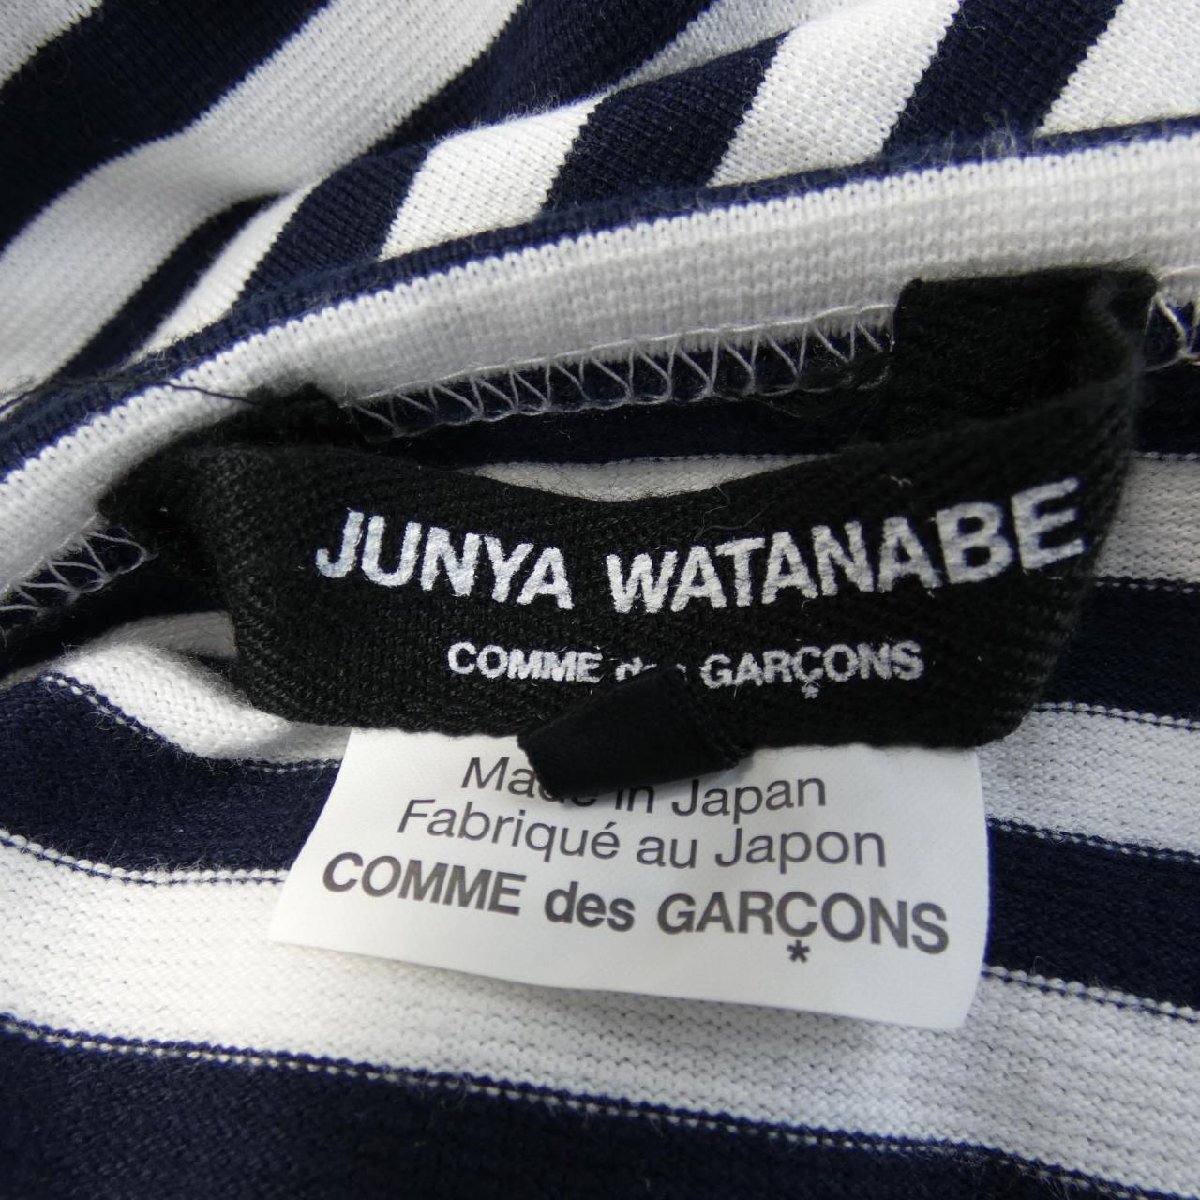 JUNYA WATANABE
COMME des GARÇONS
Made in Japan
Fabriqué au Japon
COMME des GARÇONS
*